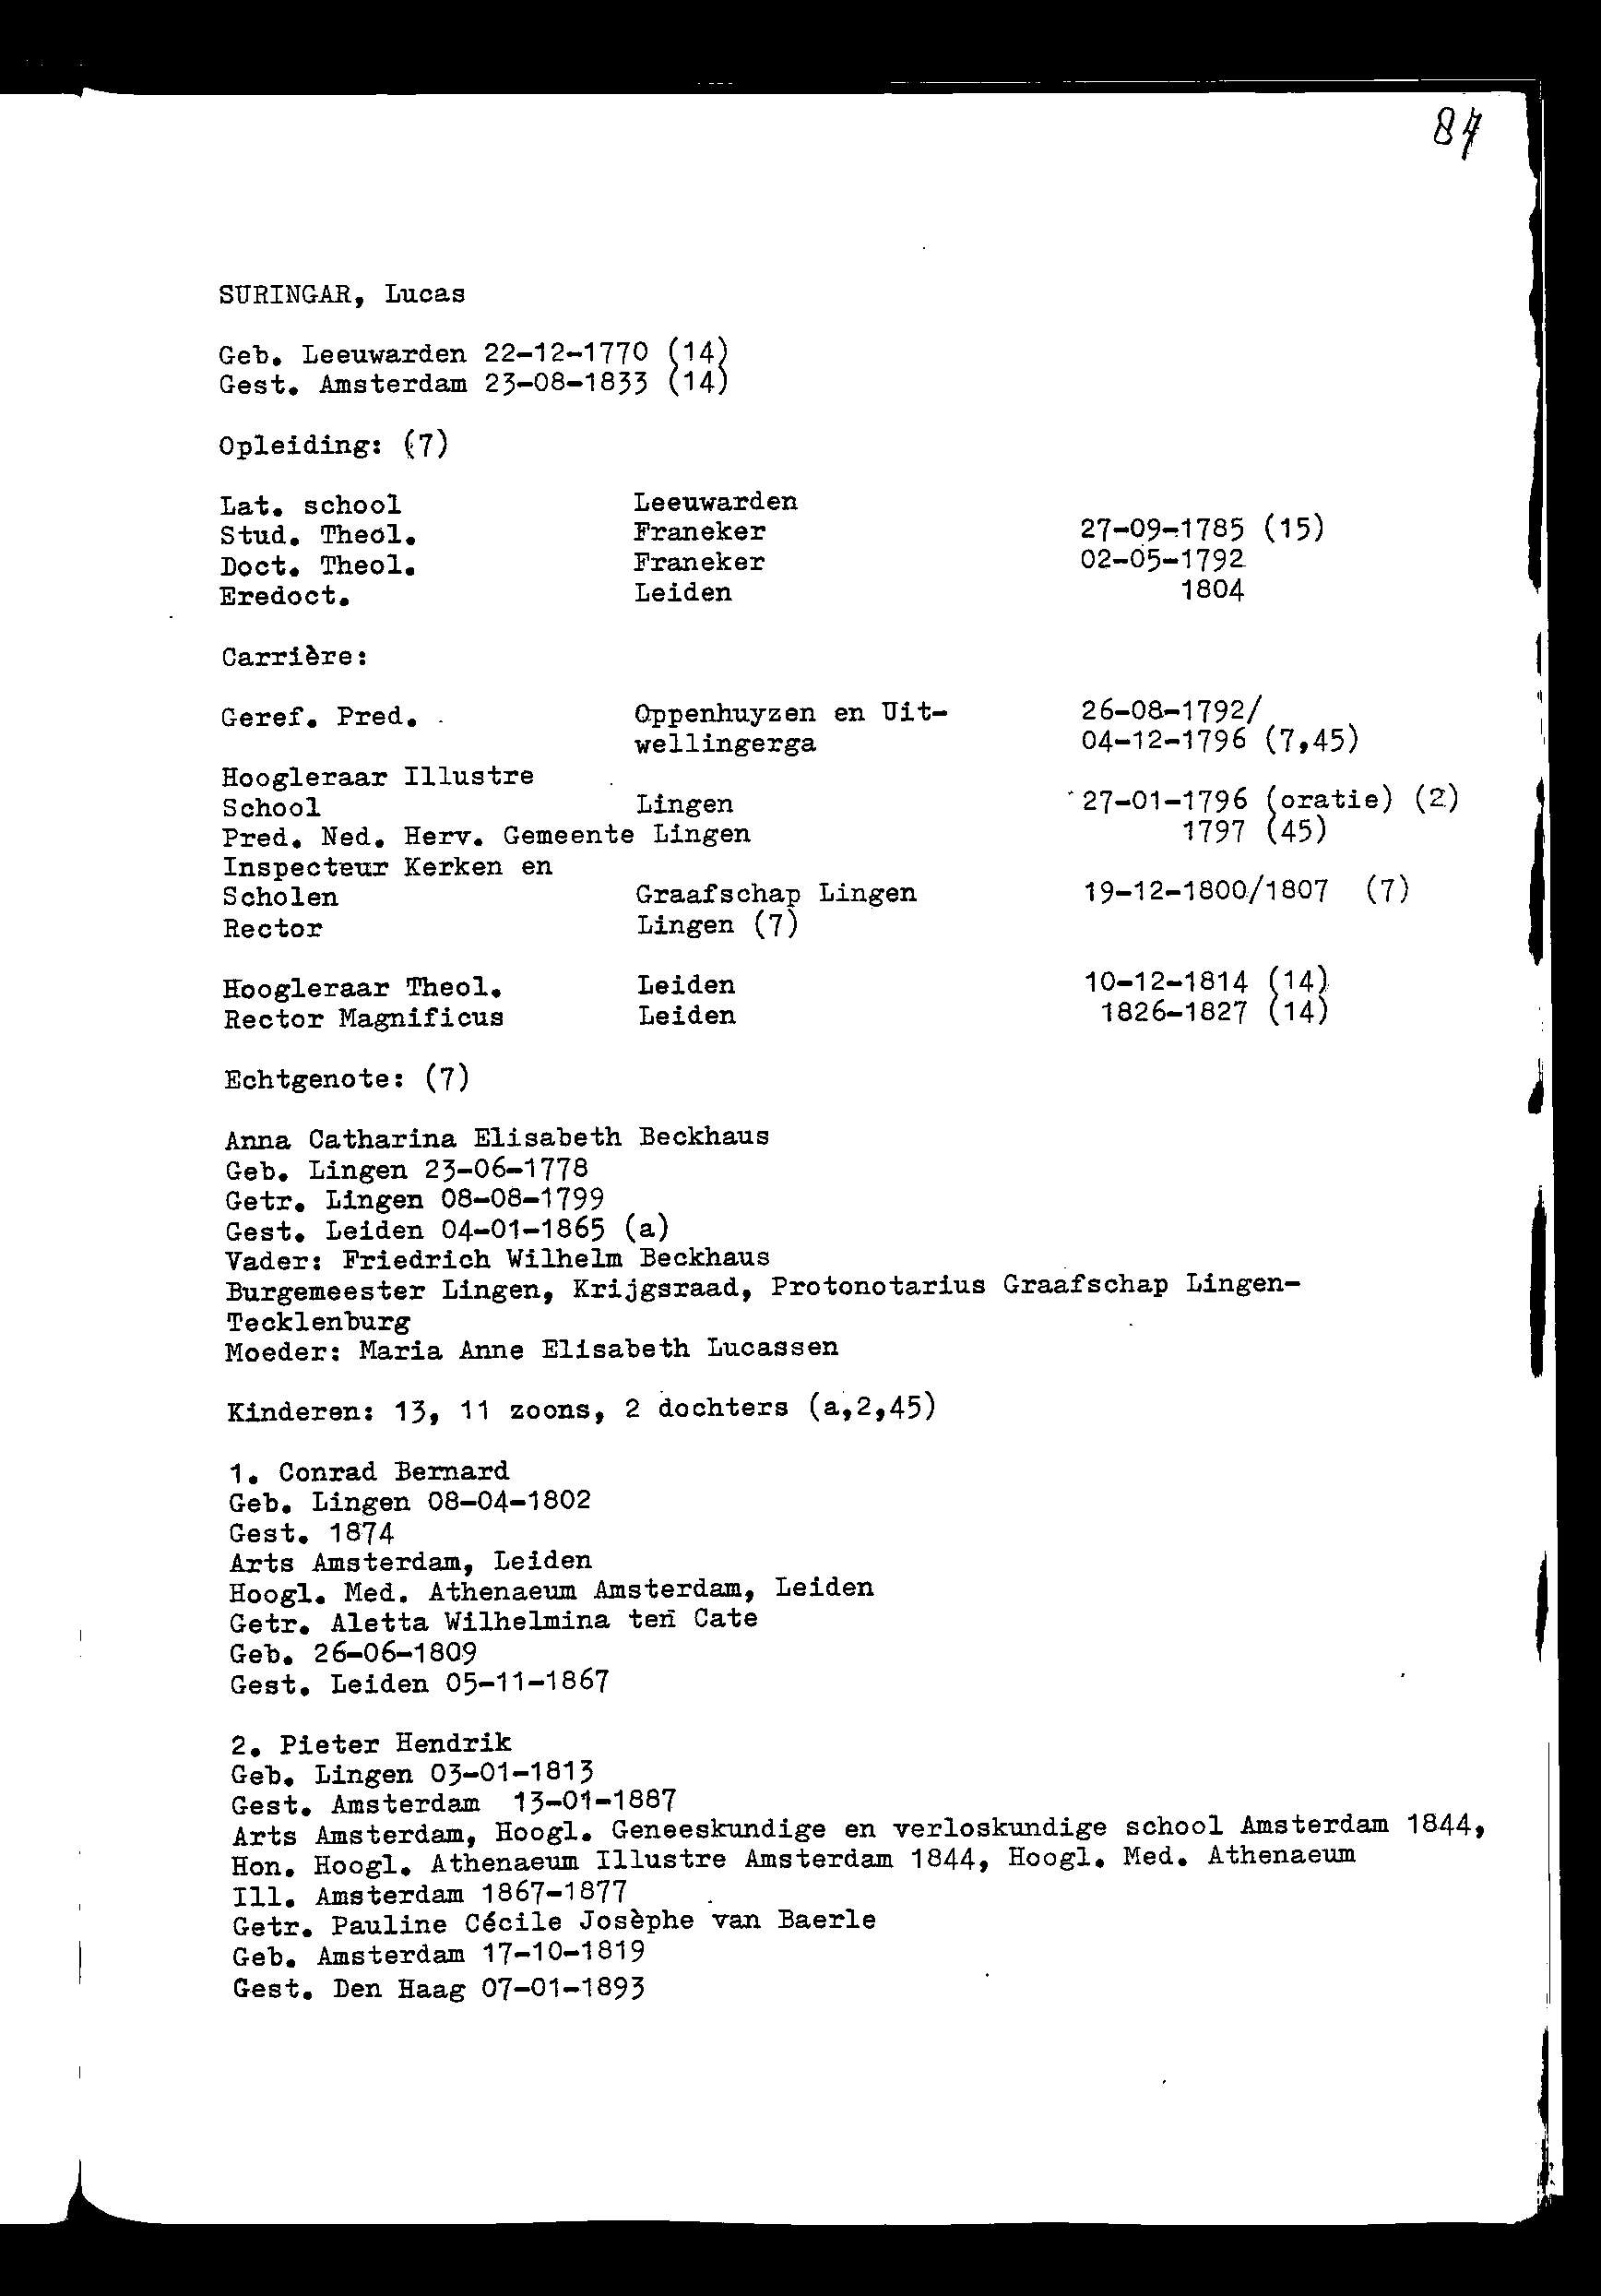 87
SURINGAR, Lucas
Geb. Leeuwarden 22-12-1770 (14)
Gest. Amsterdam 23-08-1833 (14)
Opleiding: (7)
Lat. school Leeuwarden
Stud. Theol. Franeker 27-09-1785 (15)
Doct. Theol. Franeker 02-05-1792
Eredoct. Leiden 1804
Carrière:
Geref. Pred. Oppenhuyzen en Uit- 26-08-1792/
wellingerga 04-12-1796 (7,45)
Hoogleraar Illustre
School Lingen 27-01-1796 (oratie) (2)
Pred. Ned. Herv. Gemeente Lingen 1797 (45)
Inspecteur Kerken en
Scholen Graafschap Lingen 19-12-1800/1807 (7)
Rector Lingen (7)
Hoogleraar Theol. Leiden 10-12-1814 (14)
Rector Magnificus Leiden 1826-1827 (14)
Echtgenote: (7)
Anna Catharina Elisabeth Beckhaus
Geb. Lingen 23-06-1778
Getr. Lingen 08-08-1799
Gest. Leiden 04-01-1865 (a)
Vader: Friedrich Wilhelm Beckhaus
Burgemeester Lingen, Krijgsraad, Protonotarius Graafschap Lingen-
Tecklenburg
Moeder: Maria Anne Elisabeth Lucassen
Kinderen: 13, 11 zoons, 2 dochters (a,2,45)
1. Conrad Bernard
Geb. Lingen 08-04-1802
Gest. 1874
Arts Amsterdam, Leiden
Hoogl. Med. Athenaeum Amsterdam, Leiden
Getr. Aletta Wilhelmina ten Cate
Geb. 26-06-1809
Gest. Leiden 05-11-1867
2. Pieter Hendrik
Geb. Lingen 03-01-1813
Gest. Amsterdam 13-01-1887
Arts Amsterdam, Hoogl. Geneeskundige en verloskundige school Amsterdam 1844,
Hon. Hoogl. Athenaeum Illustre Amsterdam 1844, Hoogl. Med. Athenaeum
Ill. Amsterdam 1867-1877
Getr. Pauline Cécile Josèphe van Baerle
Geb. Amsterdam 17-10-1819
Gest. Den Haag 07-01-1893